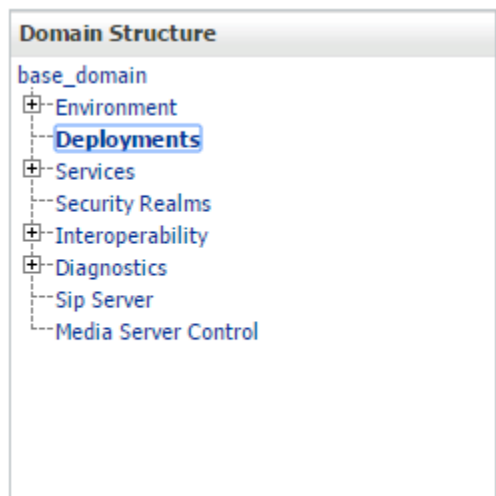 Domain Structure
base_domain
Environment
Deployments
Services
Security Realms
Interoperability
Diagnostics
Sip Server
Media Server Control